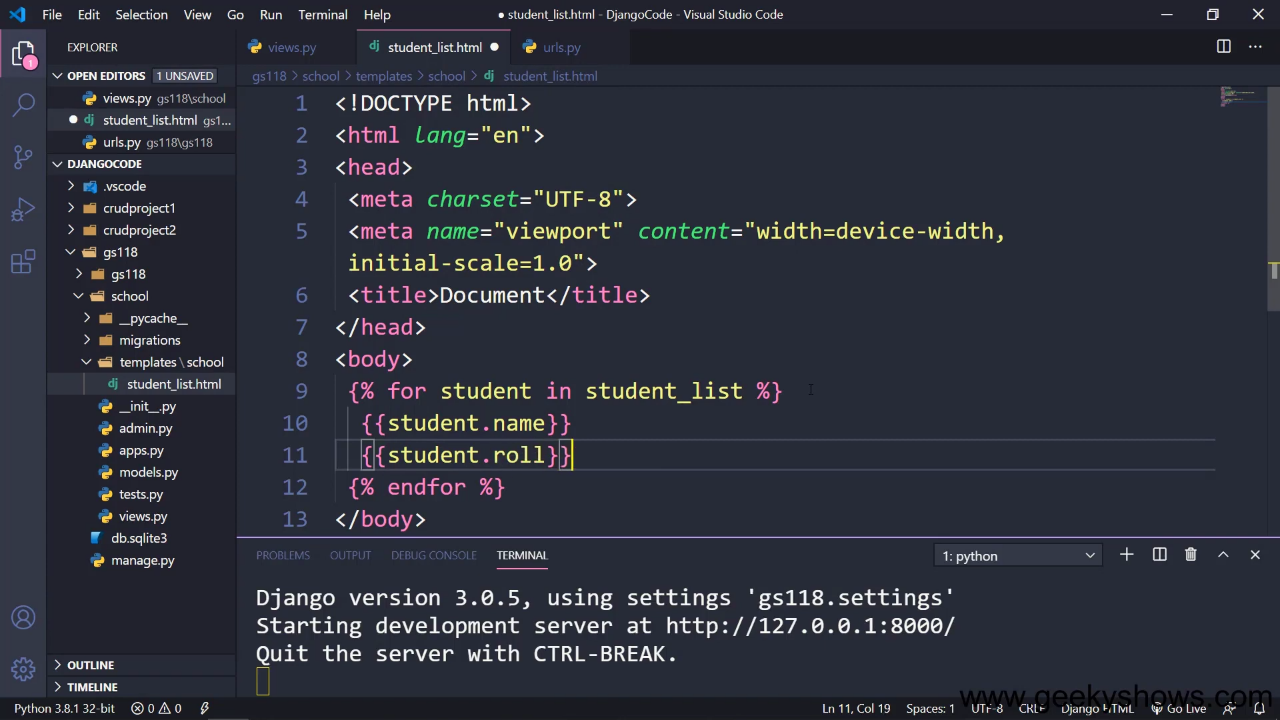 File Edit Selection View Go Run Terminal Help
● student_list.html - DjangoCode - Visual Studio Code
EXPLORER
OPEN EDITORS 1 UNSAVED
views.py gs118\school
student_list.html gs1...
urls.py gs118\gs118
DJANGOCODE
.vscode
crudproject1
crudproject2
gs118
gs118
school
__pycache__
migrations
templates\school
student_list.html
__init__.py
admin.py
apps.py
models.py
tests.py
views.py
db.sqlite3
manage.py
OUTLINE
TIMELINE
1
views.py student_list.html urls.py
gs118 > school > templates > school > student_list.html
1 <!DOCTYPE html>
2 <html lang="en">
3 <head>
4 <meta charset="UTF-8">
5 <meta name="viewport" content="width=device-width,
initial-scale=1.0">
6 <title>Document</title>
7 </head>
8 <body>
9 {% for student in student_list %}
10 {{student.name}}
11 {{student.roll}}
12 {% endfor %}
13 </body>
PROBLEMS OUTPUT DEBUG CONSOLE TERMINAL 1: python
Django version 3.0.5, using settings 'gs118.settings'
Starting development server at http://127.0.0.1:8000/
Quit the server with CTRL-BREAK.
www.geekyshows.com
Python 3.8.1 32-bit 0 0 Ln 11, Col 19 Spaces: 1 UTF-8 CRLF Django HTML Go Live